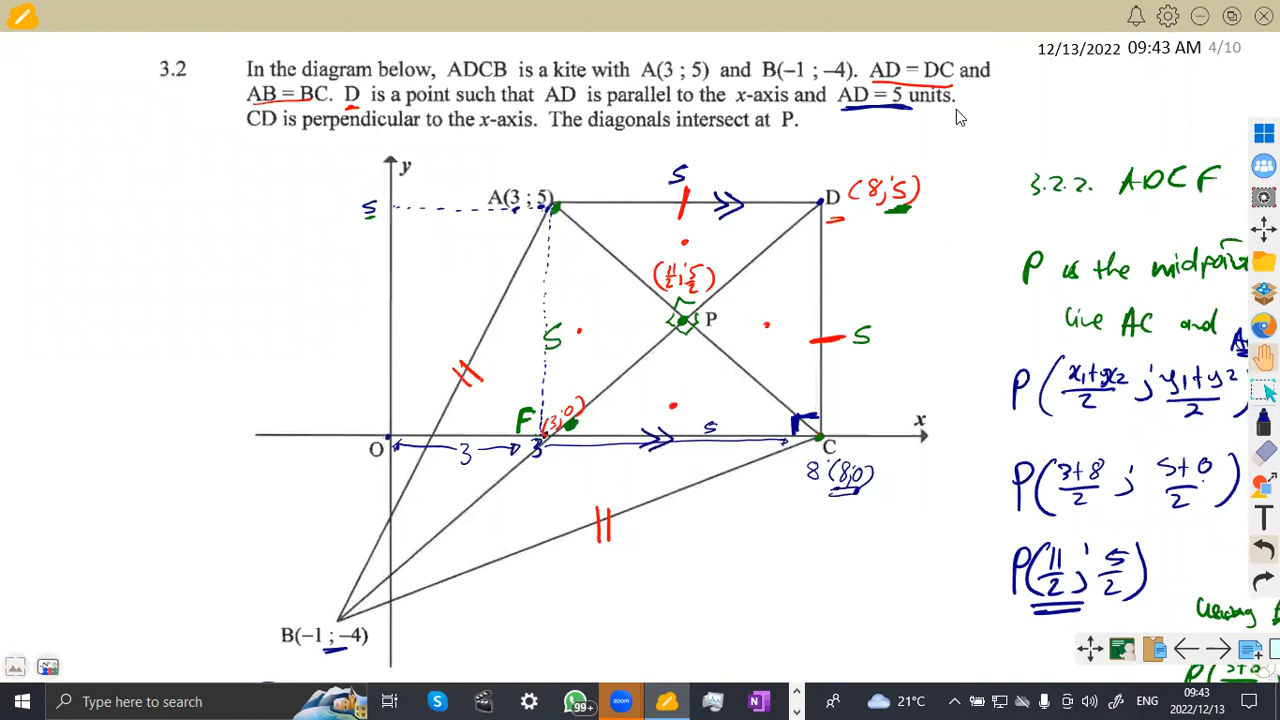 12/13/2022 09:43 AM 4/10
3.2 In the diagram below, ADCB is a kite with A(3 ; 5) and B(−1 ; −4). AD = DC and
AB = BC. D is a point such that AD is parallel to the x-axis and AD = 5 units.
CD is perpendicular to the x-axis. The diagonals intersect at P.
y
5
A(3 ; 5)
5
D (8;5)
(11/2 ; 5/2)
P
5
5
F (3;0)
x
O
3
3
5
C
8 (8;0)
B(−1 ; −4)
3.2.2. ADCF
P is the midpoint
line AC and
P(x1+x2/2 ; y1+y2/2
P(3+8/2 ; 5+0/2
P(11/2 ; 5/2)
using
Type here to search
zoom
99+
21°C
ENG
09:43
2022/12/13